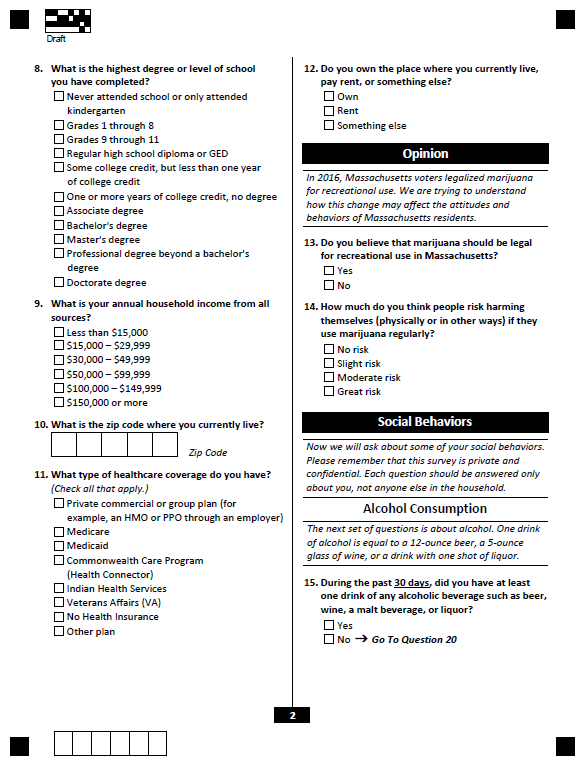 Draft
8. What is the highest degree or level of school
you have completed?
Never attended school or only attended
kindergarten
Grades 1 through 8
Grades 9 through 11
Regular high school diploma or GED
Some college credit, but less than one year
of college credit
One or more years of college credit, no degree
Associate degree
Bachelor's degree
Master's degree
Professional degree beyond a bachelor's
degree
Doctorate degree
9. What is your annual household income from all
sources?
Less than $15,000
$15,000 – $29,999
$30,000 – $49,999
$50,000 – $99,999
$100,000 – $149,999
$150,000 or more
10. What is the zip code where you currently live?
Zip Code
11. What type of healthcare coverage do you have?
(Check all that apply.)
Private commercial or group plan (for
example, an HMO or PPO through an employer)
Medicare
Medicaid
Commonwealth Care Program
(Health Connector)
Indian Health Services
Veterans Affairs (VA)
No Health Insurance
Other plan
12. Do you own the place where you currently live,
pay rent, or something else?
Own
Rent
Something else
Opinion
In 2016, Massachusetts voters legalized marijuana
for recreational use. We are trying to understand
how this change may affect the attitudes and
behaviors of Massachusetts residents.
13. Do you believe that marijuana should be legal
for recreational use in Massachusetts?
Yes
No
14. How much do you think people risk harming
themselves (physically or in other ways) if they
use marijuana regularly?
No risk
Slight risk
Moderate risk
Great risk
Social Behaviors
Now we will ask about some of your social behaviors.
Please remember that this survey is private and
confidential. Each question should be answered only
about you, not anyone else in the household.
Alcohol Consumption
The next set of questions is about alcohol. One drink
of alcohol is equal to a 12-ounce beer, a 5-ounce
glass of wine, or a drink with one shot of liquor.
15. During the past 30 days, did you have at least
one drink of any alcoholic beverage such as beer,
wine, a malt beverage, or liquor?
Yes
No → Go To Question 20
2